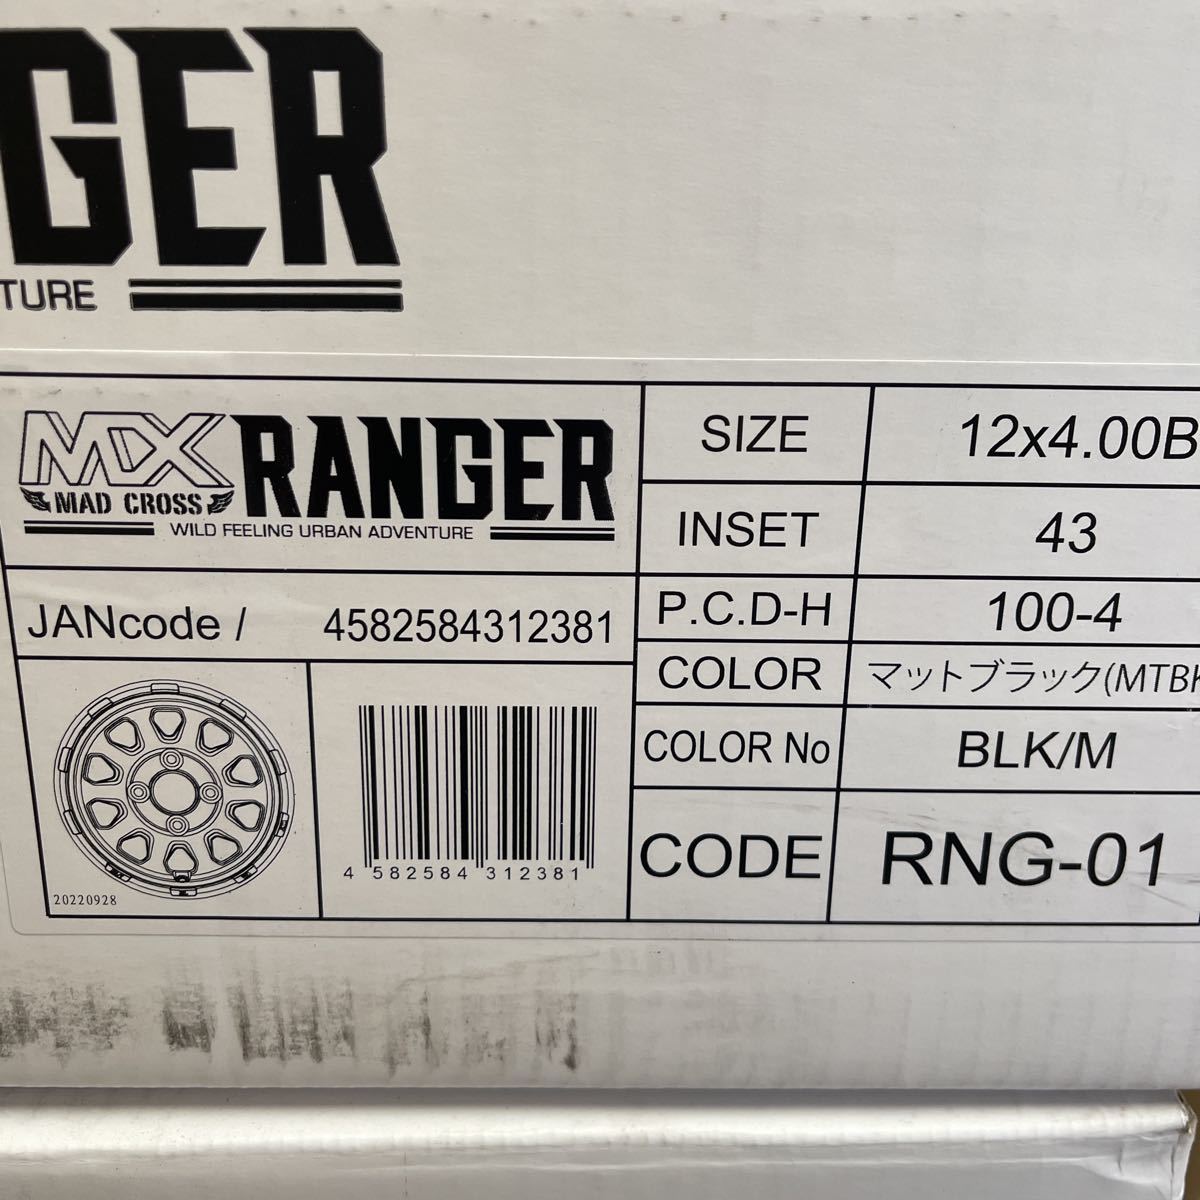 GER
TURE
MX RANGER
MAD CROSS
WILD FEELING URBAN ADVENTURE
JANcode / 4582584312381
20220928
4 582584 312381
SIZE 12x4.00B
INSET 43
P.C.D-H 100-4
COLOR マットブラック(MTBK
COLOR No BLK/M
CODE RNG-01